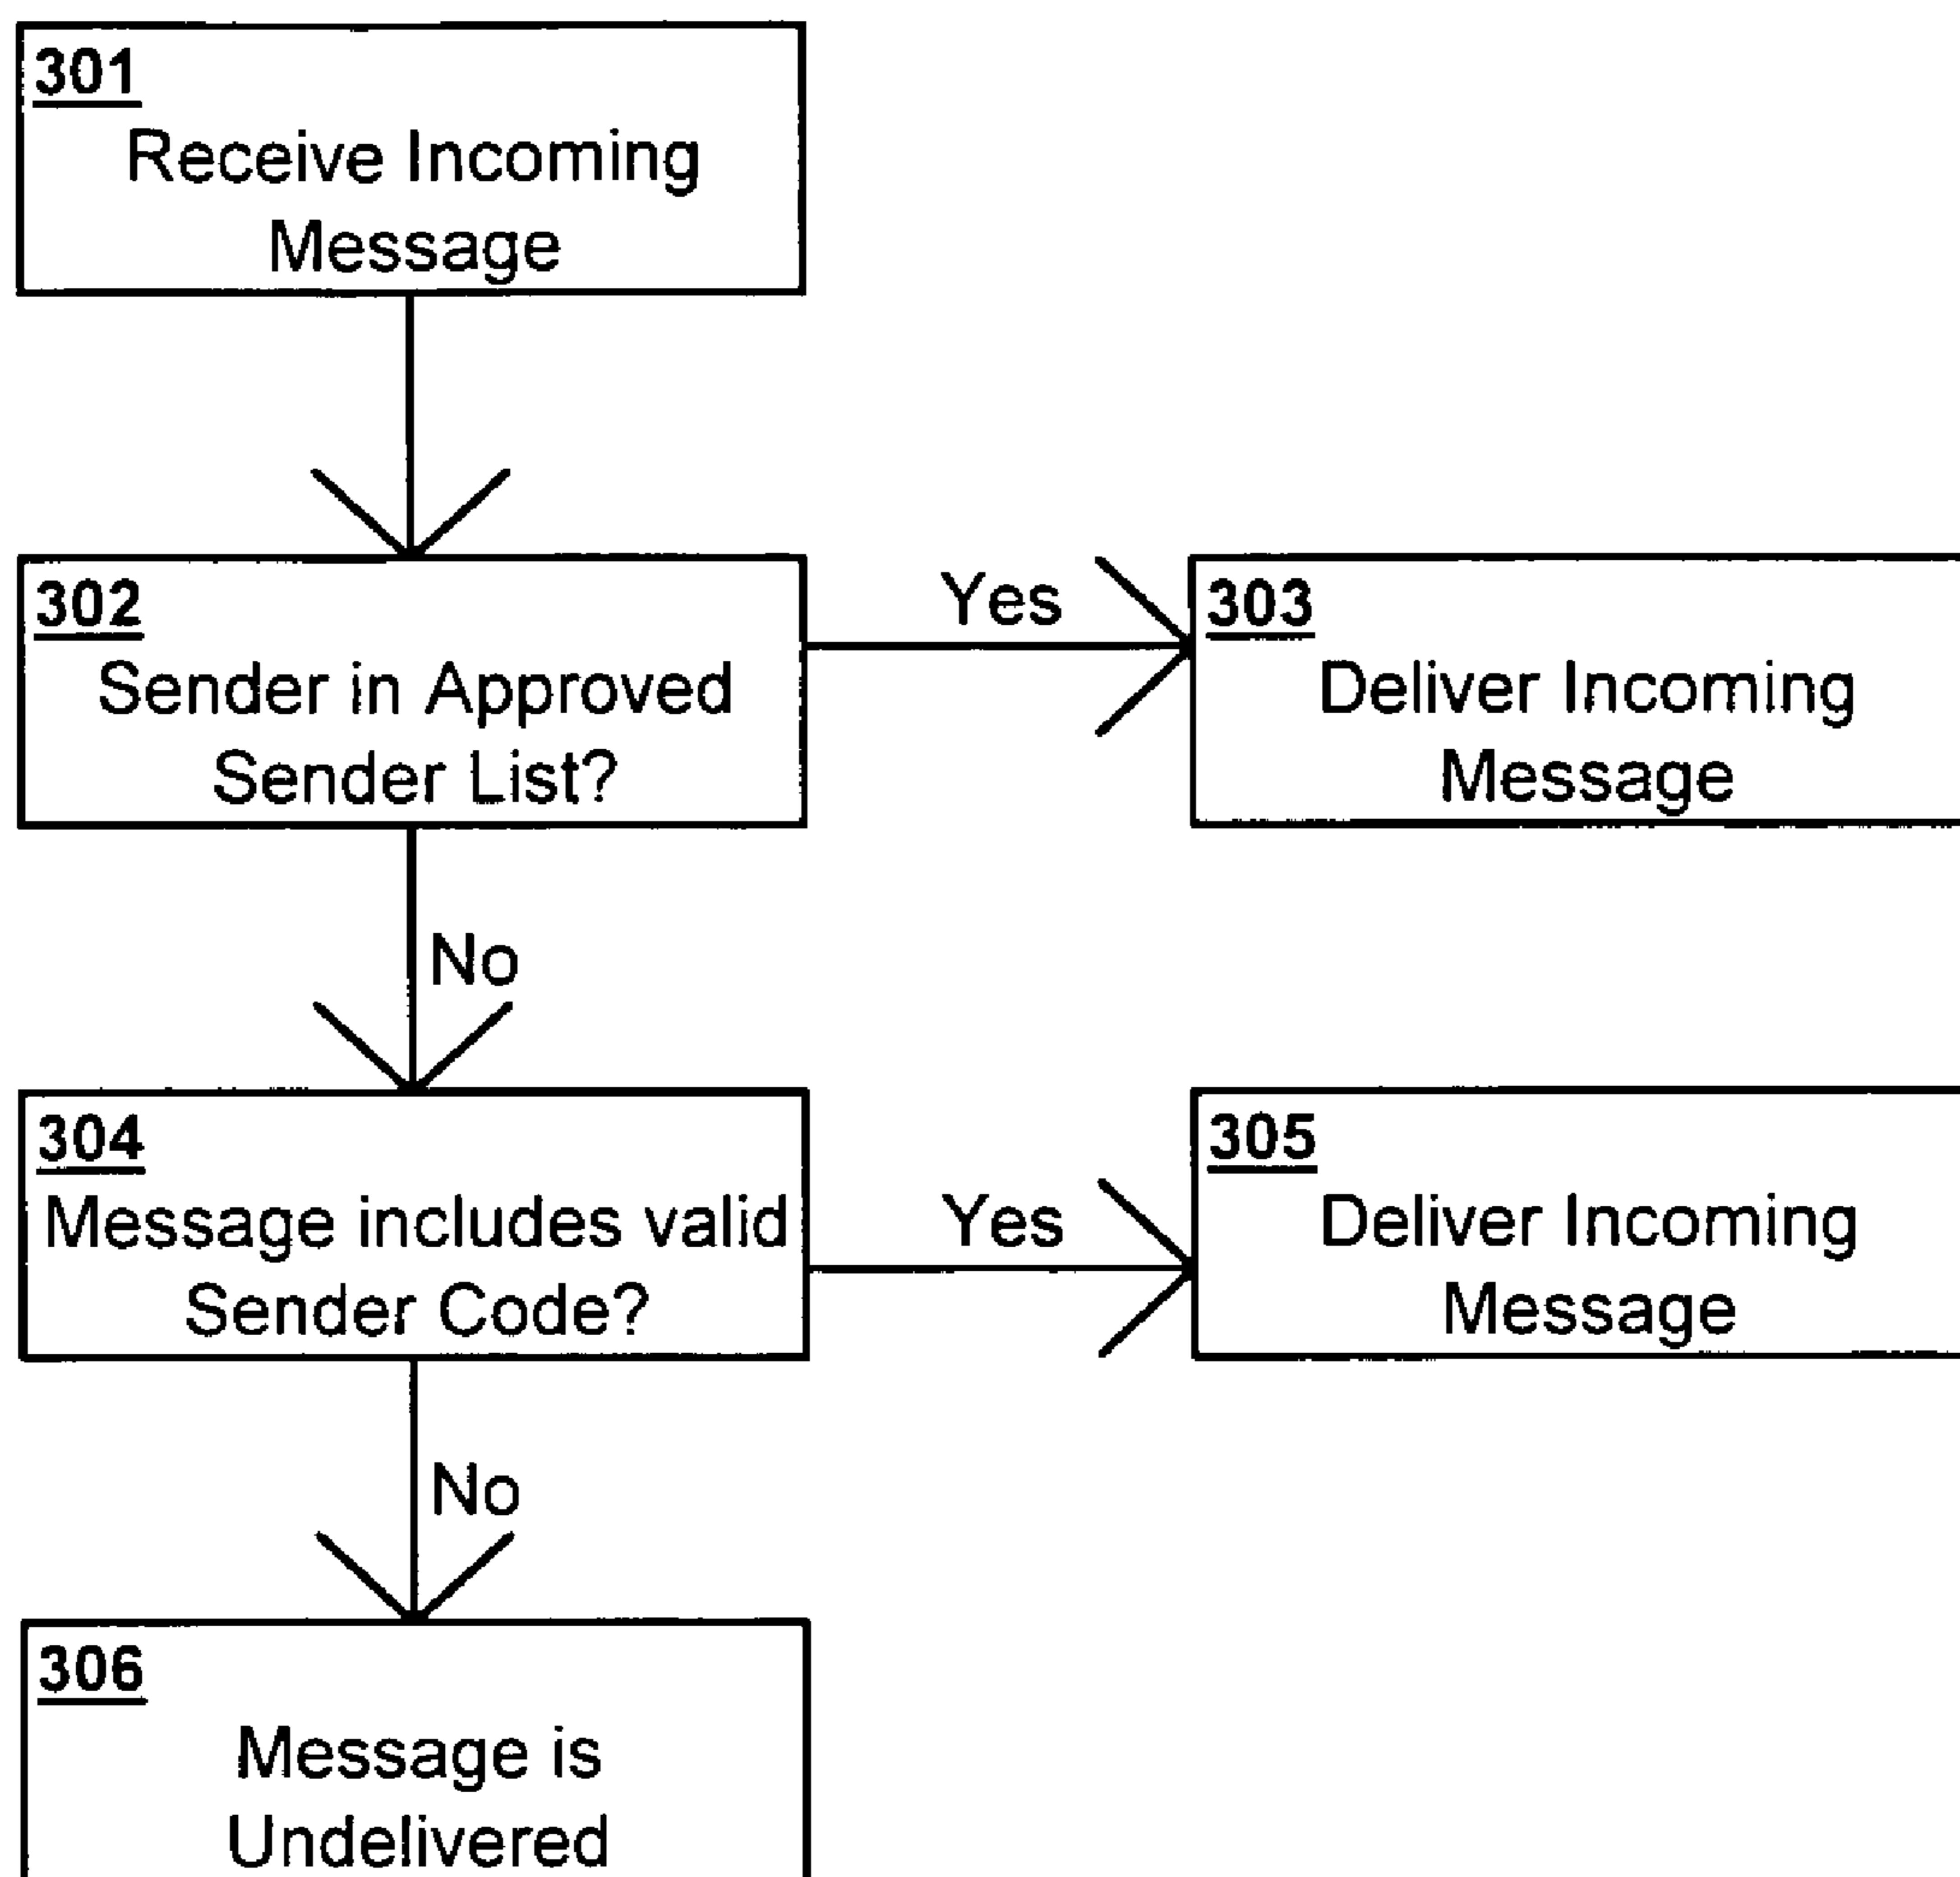 301
Receive Incoming
Message
302
Sender in Approved
Sender List?
Yes
303
Deliver Incoming
Message
No
304
Message includes valid
Sender Code?
Yes
305
Deliver Incoming
Message
No
306
Message is
Undelivered